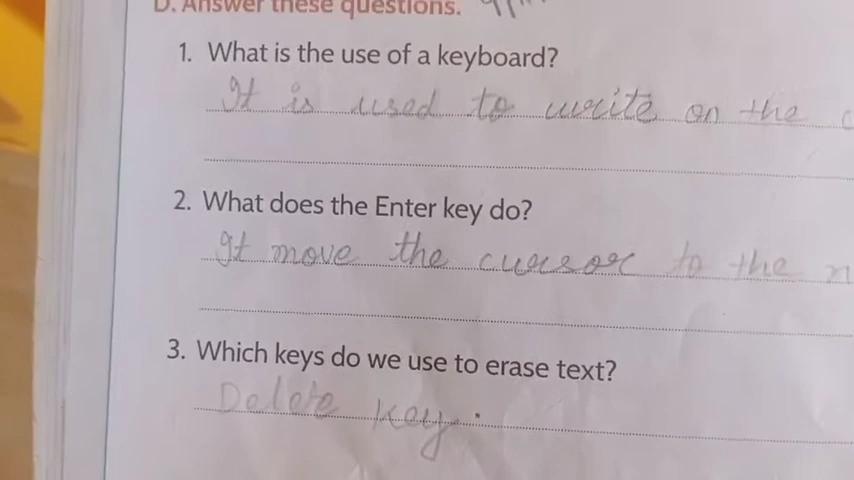 D. Answer these questions.
1. What is the use of a keyboard?
It is used to write on the
2. What does the Enter key do?
It move the cursor to the n
3. Which keys do we use to erase text?
Delete key.